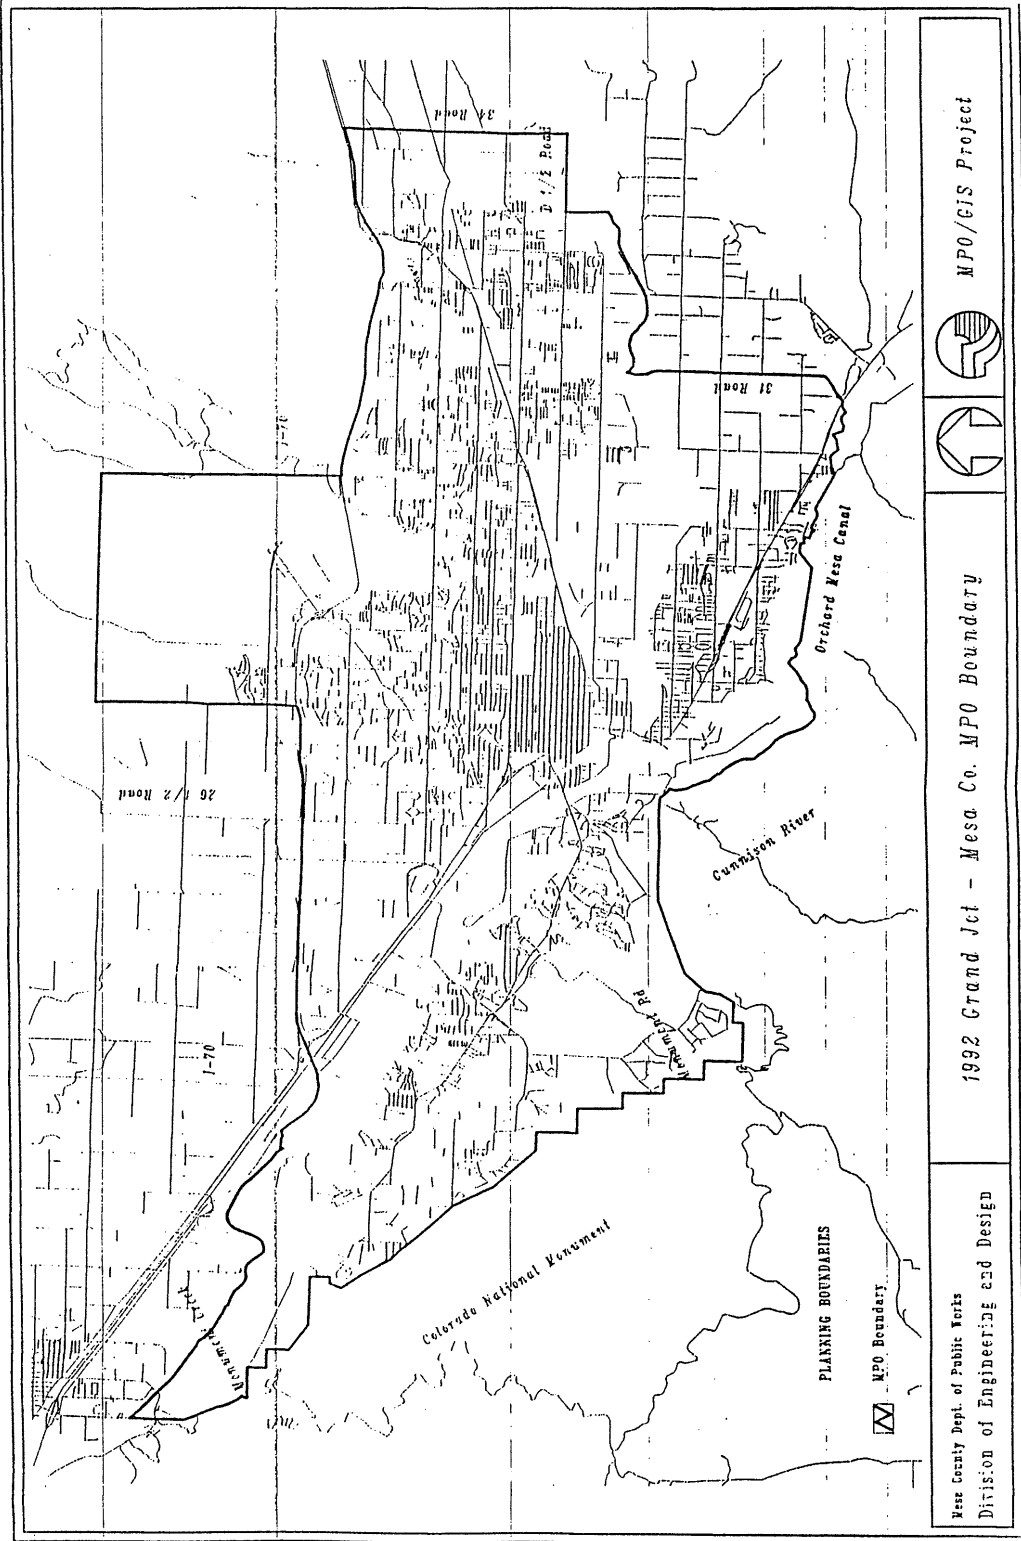 34 Road
D 1/2 Road
I-70
31 Road
26 1/2 Road
Orchard Mesa Canal
I-70
Gunnison River
Monument Rd
Monument Creek
Colorado National Monument
PLANNING BOUNDARIES
MPO Boundary
Mesa County Dept. of Public Works
Division of Engineering and Design
1992 Grand Jct - Mesa Co. MPO Boundary
MPO/GIS Project